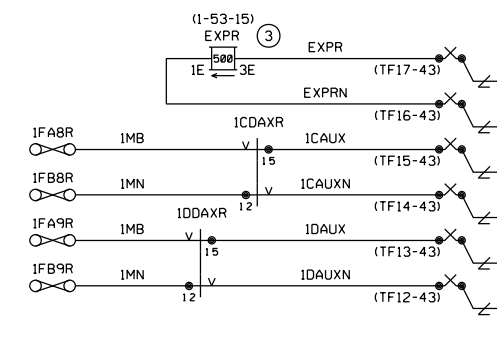 (1-53-15)
EXPR 3
500 EXPR
1E 3E (TF17-43)
EXPRN
(TF16-43)
1CDAXR
1FA8R 1MB V 1CAUX
15 (TF15-43)
1FB8R 1MN V 1CAUXN
12 (TF14-43)
1DDAXR
1FA9R 1MB V 1DAUX
15 (TF13-43)
1FB9R 1MN V 1DAUXN
12 (TF12-43)